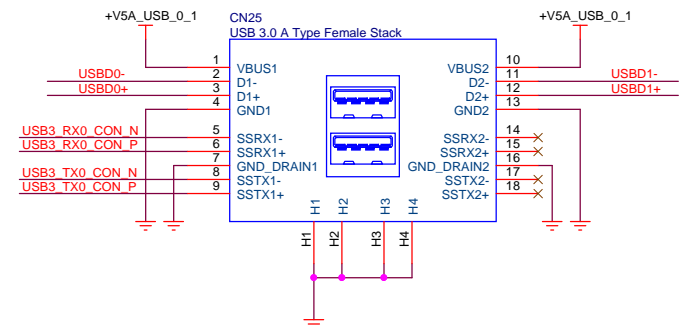 +V5A_USB_0_1
CN25
USB 3.0 A Type Female Stack
+V5A_USB_0_1
1 VBUS1 VBUS2 10
USBD0- 2 D1- D2- 11 USBD1-
USBD0+ 3 D1+ D2+ 12 USBD1+
4 GND1 GND2 13
USB3_RX0_CON_N 5 SSRX1- SSRX2- 14
USB3_RX0_CON_P 6 SSRX1+ SSRX2+ 15
7 GND_DRAIN1 GND_DRAIN2 16
USB3_TX0_CON_N 8 SSTX1- SSTX2- 17
USB3_TX0_CON_P 9 SSTX1+ SSTX2+ 18
H1 H2 H3 H4
H1 H2 H3 H4